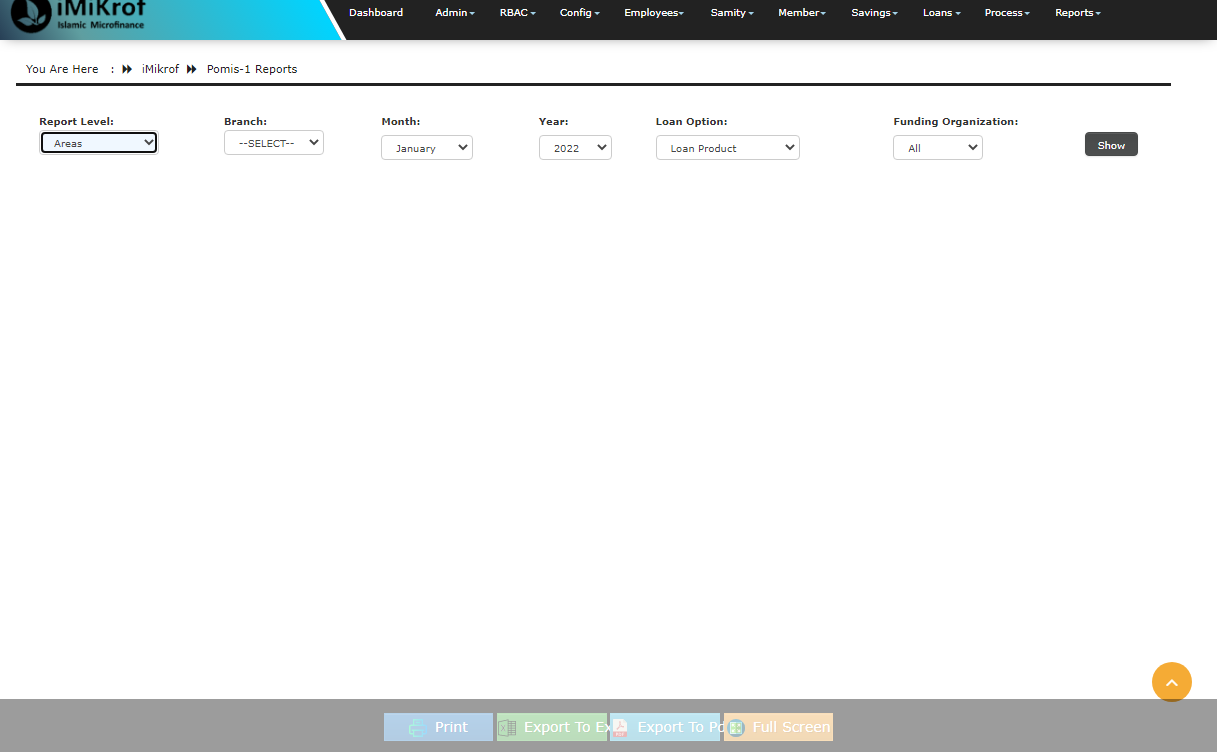 iMiKrof
Islamic Microfinance
Dashboard Admin RBAC Config Employees Samity Member Savings Loans Process Reports
You Are Here : iMikrof Pomis-1 Reports
Report Level: Branch: Month: Year: Loan Option: Funding Organization:
Areas --SELECT-- January 2022 Loan Product All Show
Print Export To Ex Export To Pd Full Screen